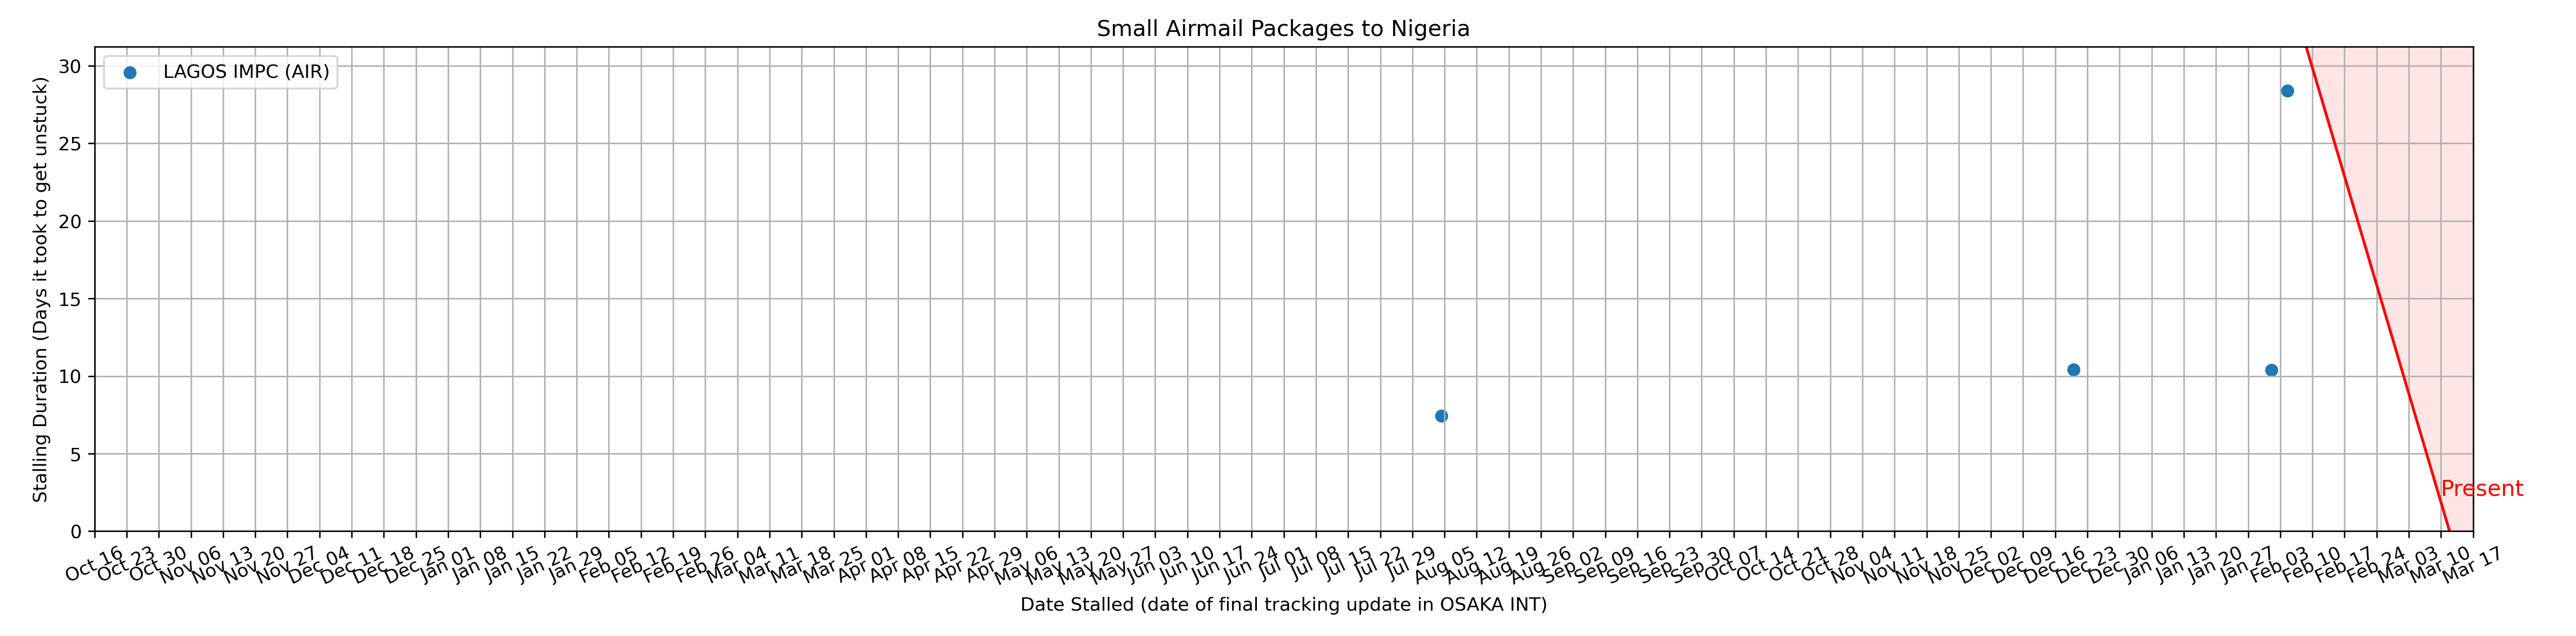 Small Airmail Packages to Nigeria
LAGOS IMPC (AIR)
Stalling Duration (Days it took to get unstuck)
30
25
20
15
10
5
0
Present
Oct 16
Oct 23
Oct 30
Nov 06
Nov 13
Nov 20
Nov 27
Dec 04
Dec 11
Dec 18
Dec 25
Jan 01
Jan 08
Jan 15
Jan 22
Jan 29
Feb 05
Feb 12
Feb 19
Feb 26
Mar 04
Mar 11
Mar 18
Mar 25
Apr 01
Apr 08
Apr 15
Apr 22
Apr 29
May 06
May 13
May 20
May 27
Jun 03
Jun 10
Jun 17
Jun 24
Jul 01
Jul 08
Jul 15
Jul 22
Jul 29
Aug 05
Aug 12
Aug 19
Aug 26
Sep 02
Sep 09
Sep 16
Sep 23
Sep 30
Oct 07
Oct 14
Oct 21
Oct 28
Nov 04
Nov 11
Nov 18
Nov 25
Dec 02
Dec 09
Dec 16
Dec 23
Dec 30
Jan 06
Jan 13
Jan 20
Jan 27
Feb 03
Feb 10
Feb 17
Feb 24
Mar 03
Mar 10
Mar 17
Date Stalled (date of final tracking update in OSAKA INT)